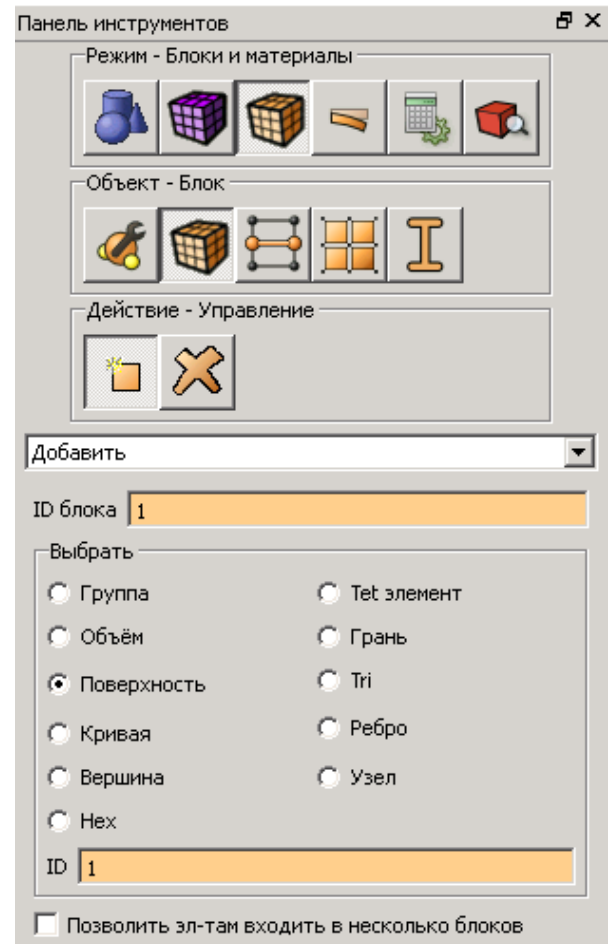 Панель инструментов
Режим - Блоки и материалы
Объект - Блок
Действие - Управление
Добавить
ID блока 1
Выбрать
Группа Tet элемент
Объём Грань
Поверхность Tri
Кривая Ребро
Вершина Узел
Hex
ID 1
Позволить эл-там входить в несколько блоков